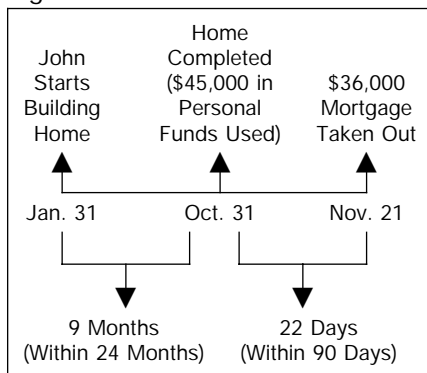 John
Starts
Building
Home
Home
Completed
($45,000 in
Personal
Funds Used)
$36,000
Mortgage
Taken Out
Jan. 31
Oct. 31
Nov. 21
9 Months
(Within 24 Months)
22 Days
(Within 90 Days)